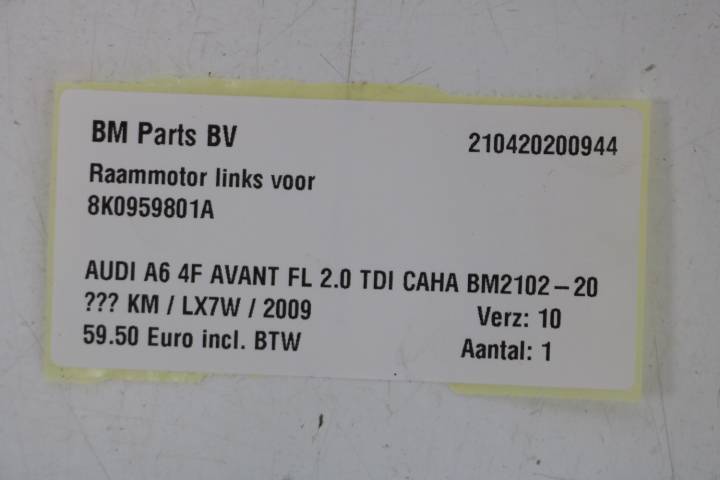 BM Parts BV 210420200944
Raammotor links voor
8K0959801A
AUDI A6 4F AVANT FL 2.0 TDI CAHA BM2102-20
??? KM / LX7W / 2009 Verz: 10
59.50 Euro incl. BTW Aantal: 1